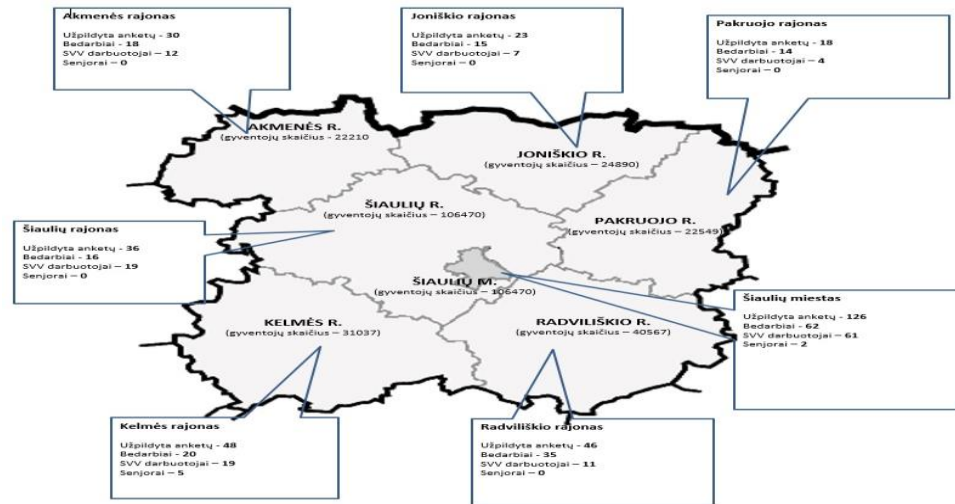 Akmenės rajonas
Užpildyta anketų - 30
Bedarbiai - 18
SVV darbuotojai – 12
Senjorai – 0
Joniškio rajonas
Užpildyta anketų - 23
Bedarbiai - 15
SVV darbuotojai – 7
Senjorai – 0
Pakruojo rajonas
Užpildyta anketų - 18
Bedarbiai - 14
SVV darbuotojai – 4
Senjorai – 0
AKMENĖS R.
(gyventojų skaičius - 22210
JONIŠKIO R.
(gyventojų skaičius – 24890)
ŠIAULIŲ R.
(gyventojų skaičius – 106470)
PAKRUOJO R.
(gyventojų skaičius – 22549)
Šiaulių rajonas
Užpildyta anketų - 36
Bedarbiai - 16
SVV darbuotojai – 19
Senjorai – 0
ŠIAULIŲ M.
(gyventojų skaičius – 106470)
KELMĖS R.
(gyventojų skaičius – 31037)
RADVILIŠKIO R.
(gyventojų skaičius – 40567)
Šiaulių miestas
Užpildyta anketų - 126
Bedarbiai - 62
SVV darbuotojai – 61
Senjorai – 2
Kelmės rajonas
Užpildyta anketų - 48
Bedarbiai - 20
SVV darbuotojai – 19
Senjorai – 5
Radviliškio rajonas
Užpildyta anketų - 46
Bedarbiai - 35
SVV darbuotojai – 11
Senjorai – 0